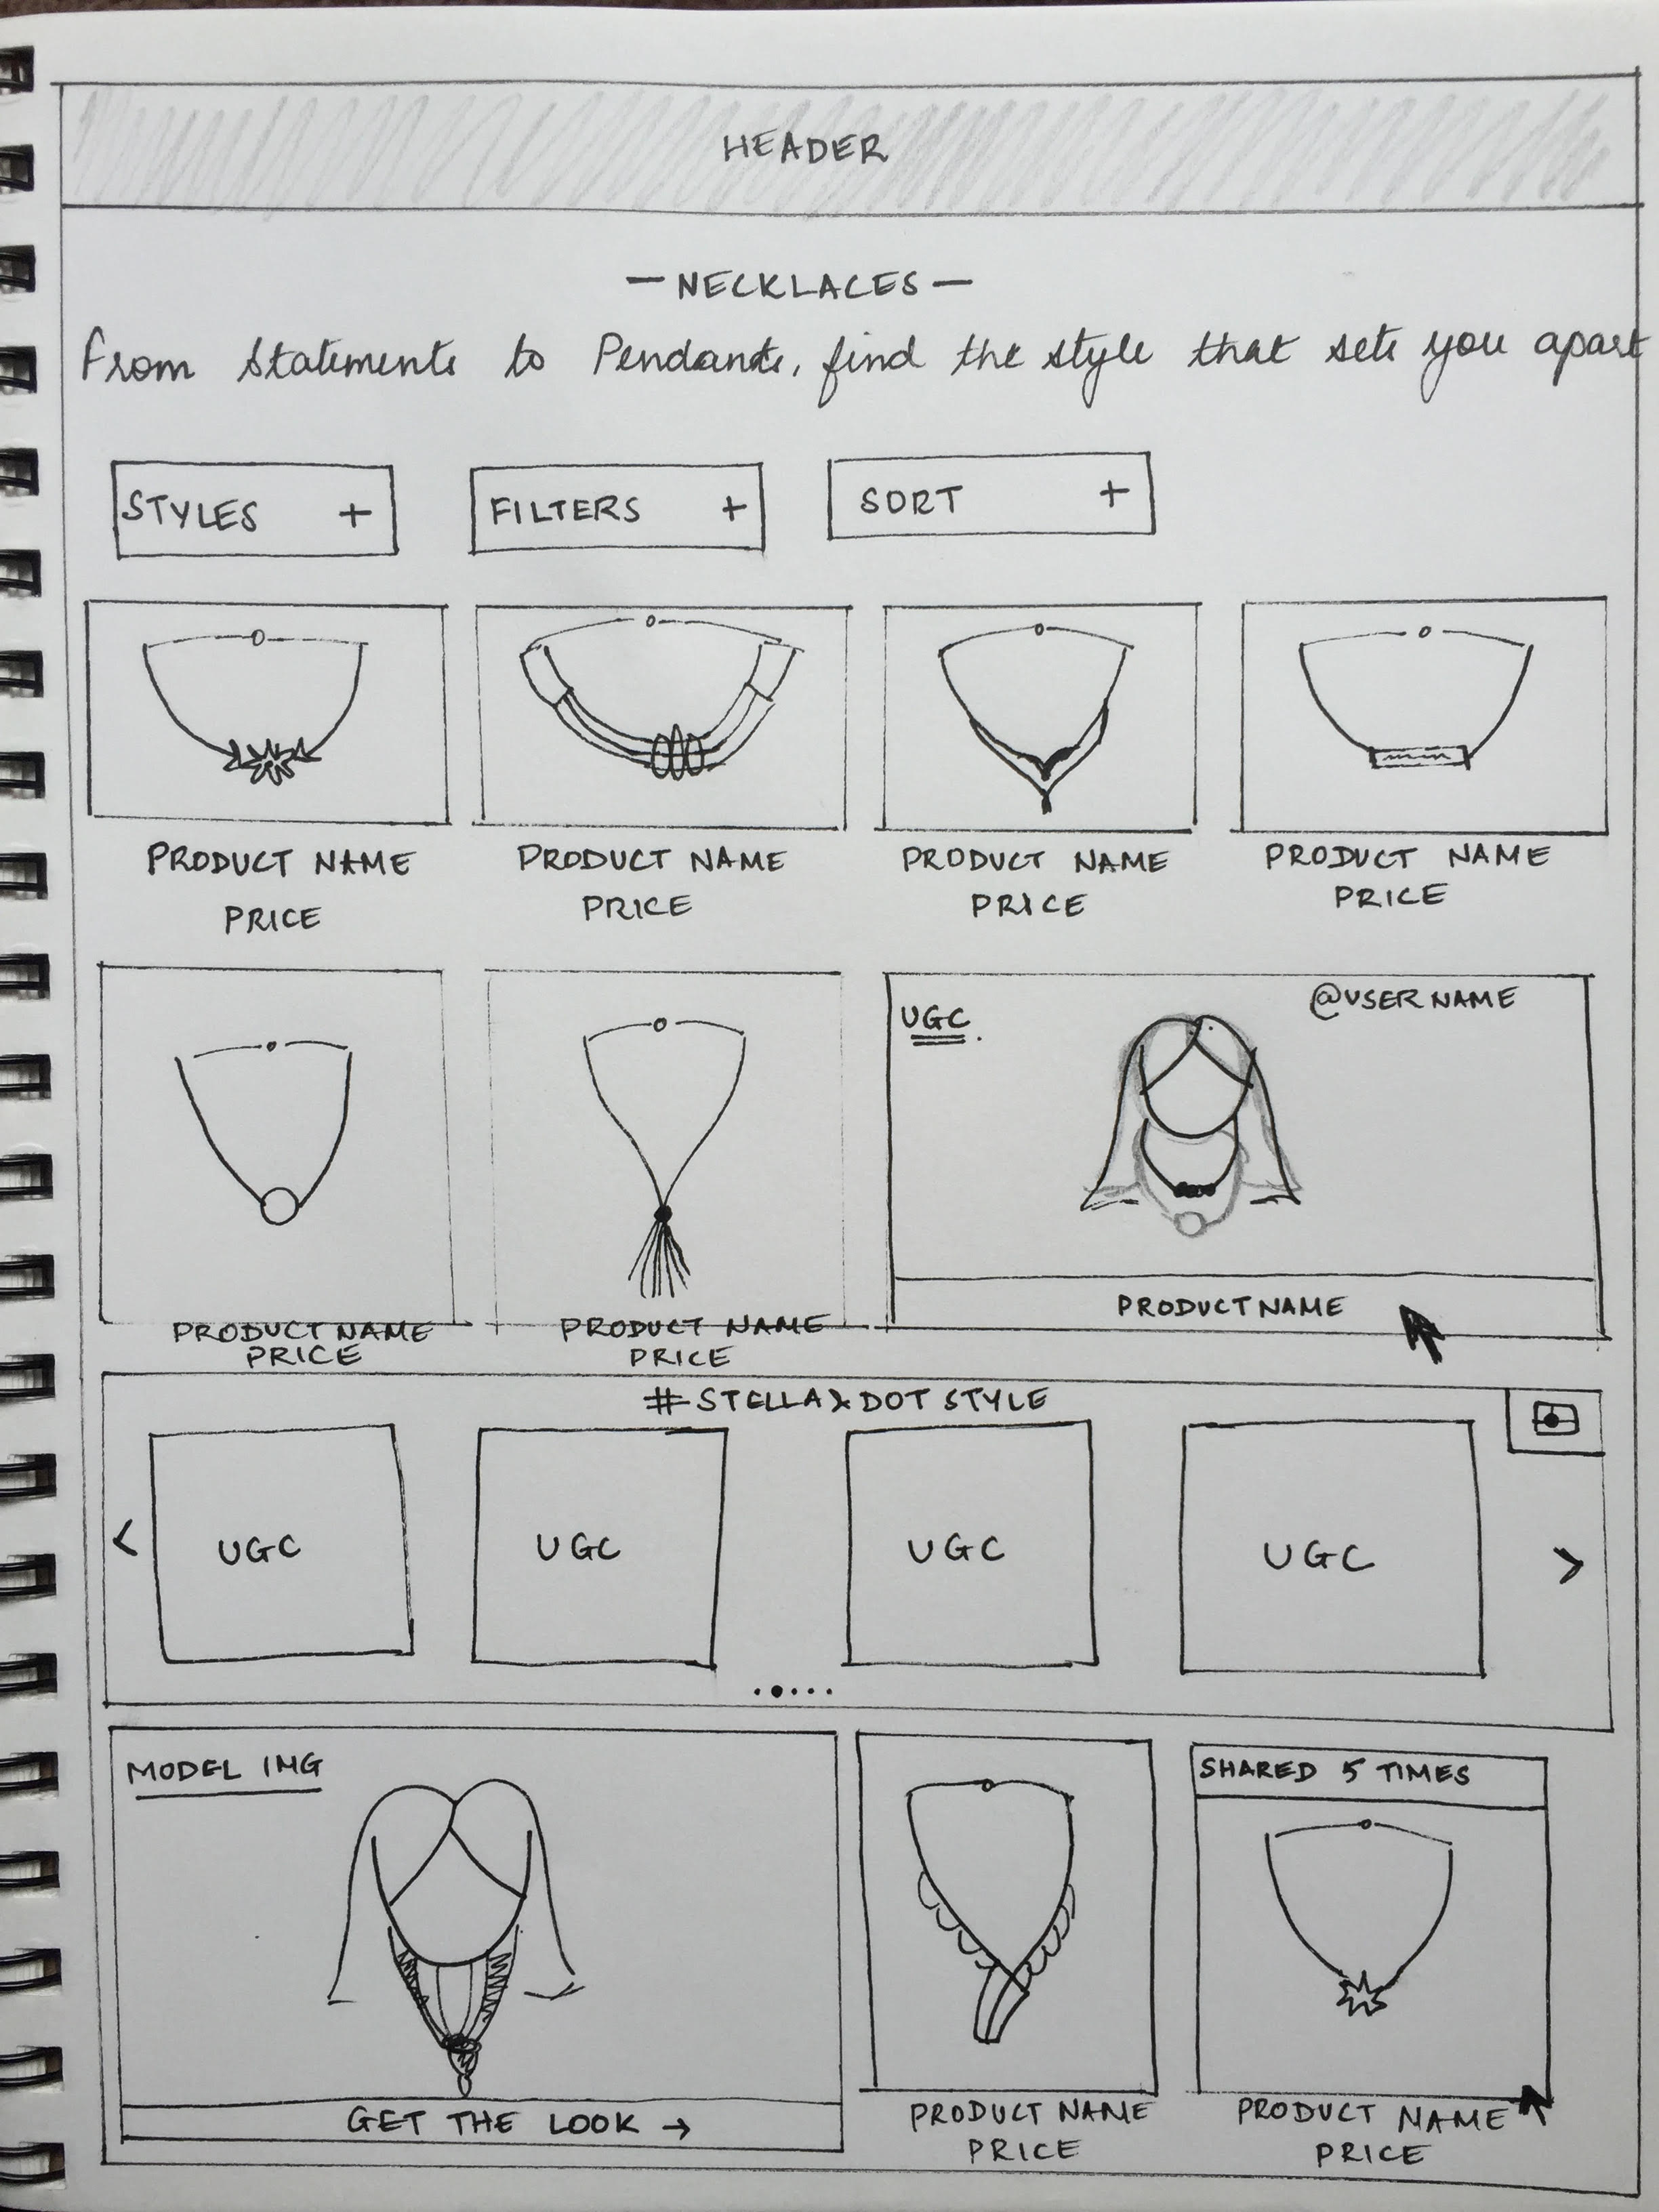 HEADER
— NECKLACES —
From Statements to Pendants, find the style that sets you apart
STYLES + FILTERS + SORT +
PRODUCT NAME PRODUCT NAME PRODUCT NAME PRODUCT NAME
PRICE PRICE PRICE PRICE
UGC. @USERNAME
PRODUCT NAME
PRODUCT NAME PRODUCT NAME
PRICE PRICE
# STELLA & DOT STYLE
< UGC UGC UGC UGC >
MODEL IMG SHARED 5 TIMES
GET THE LOOK → PRODUCT NAME PRODUCT NAME
PRICE PRICE